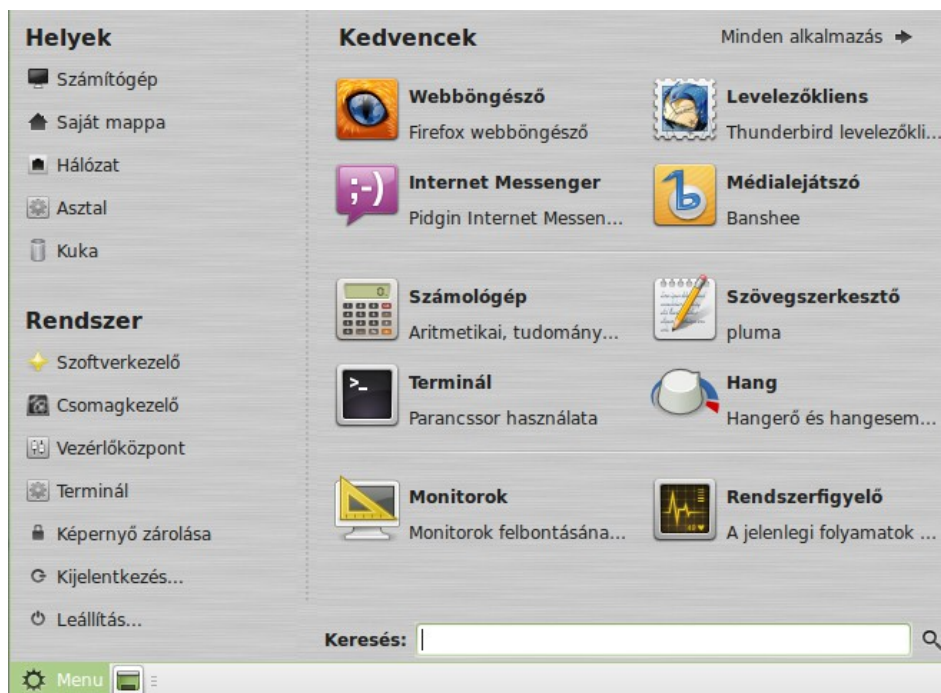 Helyek
Számítógép
Saját mappa
Hálózat
Asztal
Kuka
Rendszer
Szoftverkezelő
Csomagkezelő
Vezérlőközpont
Terminál
Képernyő zárolása
Kijelentkezés...
Leállítás...
Kedvencek
Minden alkalmazás
Webböngésző
Firefox webböngésző
Levelezőkliens
Thunderbird levelezőkli...
;-)
Internet Messenger
Pidgin Internet Messen...
Médialejátszó
Banshee
0.
Számológép
Aritmetikai, tudomány...
Szövegszerkesztő
pluma
>_
Terminál
Parancssor használata
Hang
Hangerő és hangesem...
Monitorok
Monitorok felbontásána...
Rendszerfigyelő
A jelenlegi folyamatok ...
Keresés:
Menu